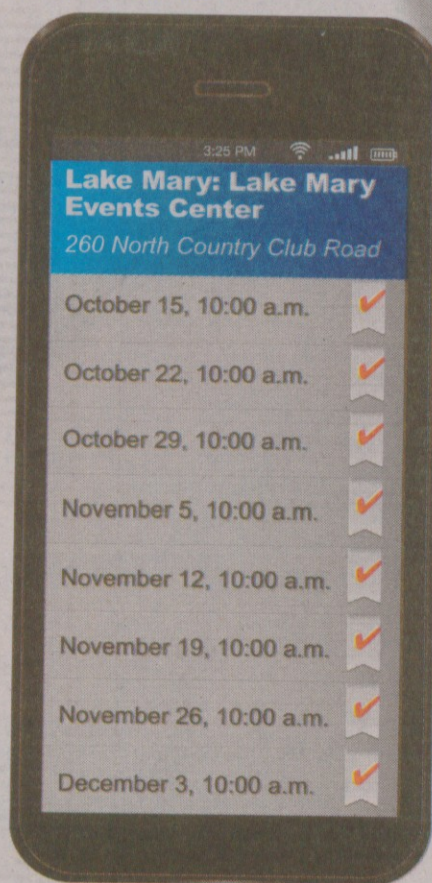 3:25 PM
Lake Mary: Lake Mary
Events Center
260 North Country Club Road
October 15, 10:00 a.m.
October 22, 10:00 a.m.
October 29, 10:00 a.m.
November 5, 10:00 a.m.
November 12, 10:00 a.m.
November 19, 10:00 a.m.
November 26, 10:00 a.m.
December 3, 10:00 a.m.